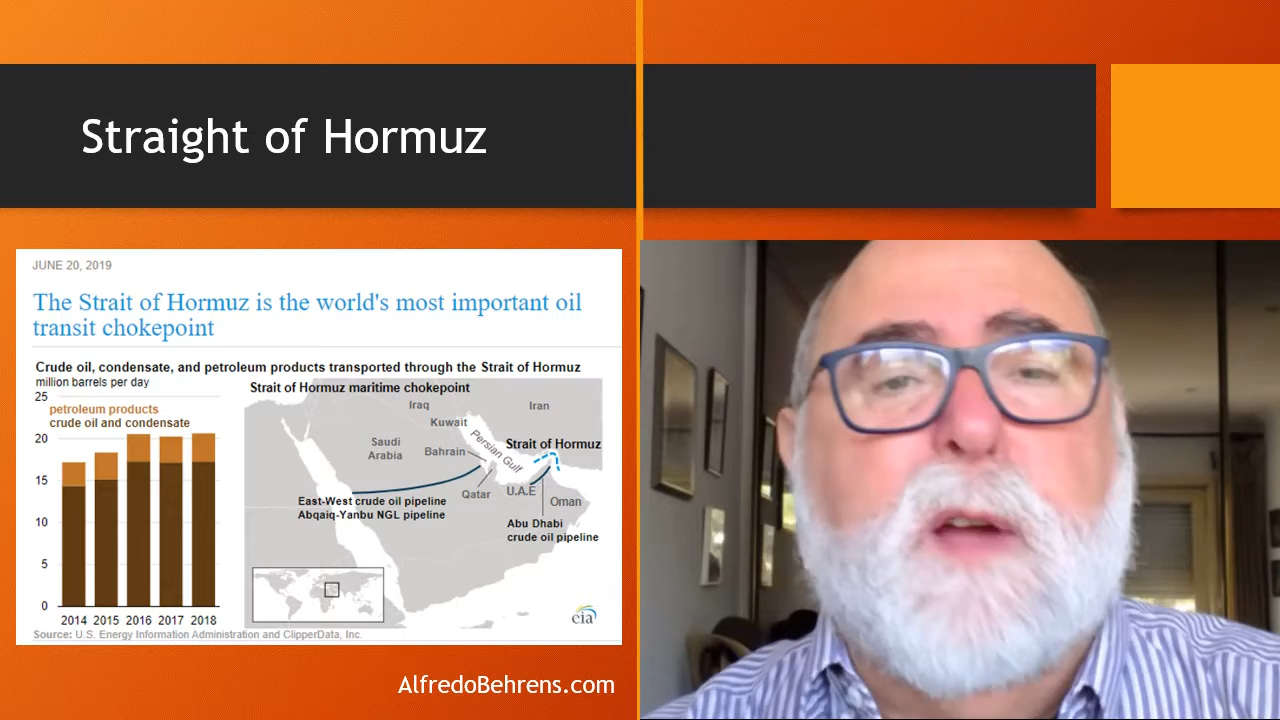 Straight of Hormuz
JUNE 20, 2019
The Strait of Hormuz is the world's most important oil
transit chokepoint
Crude oil, condensate, and petroleum products transported through the Strait of Hormuz
million barrels per day
25
petroleum products
crude oil and condensate
20
15
10
5
0
2014 2015 2016 2017 2018
Strait of Hormuz maritime chokepoint
Iraq
Iran
Kuwait
Persian Gulf
Strait of Hormuz
Saudi
Arabia
Bahrain
Qatar
U.A.E
Oman
East-West crude oil pipeline
Abqaiq-Yanbu NGL pipeline
Abu Dhabi
crude oil pipeline
eia
Source: U.S. Energy Information Administration and ClipperData, Inc.
AlfredoBehrens.com